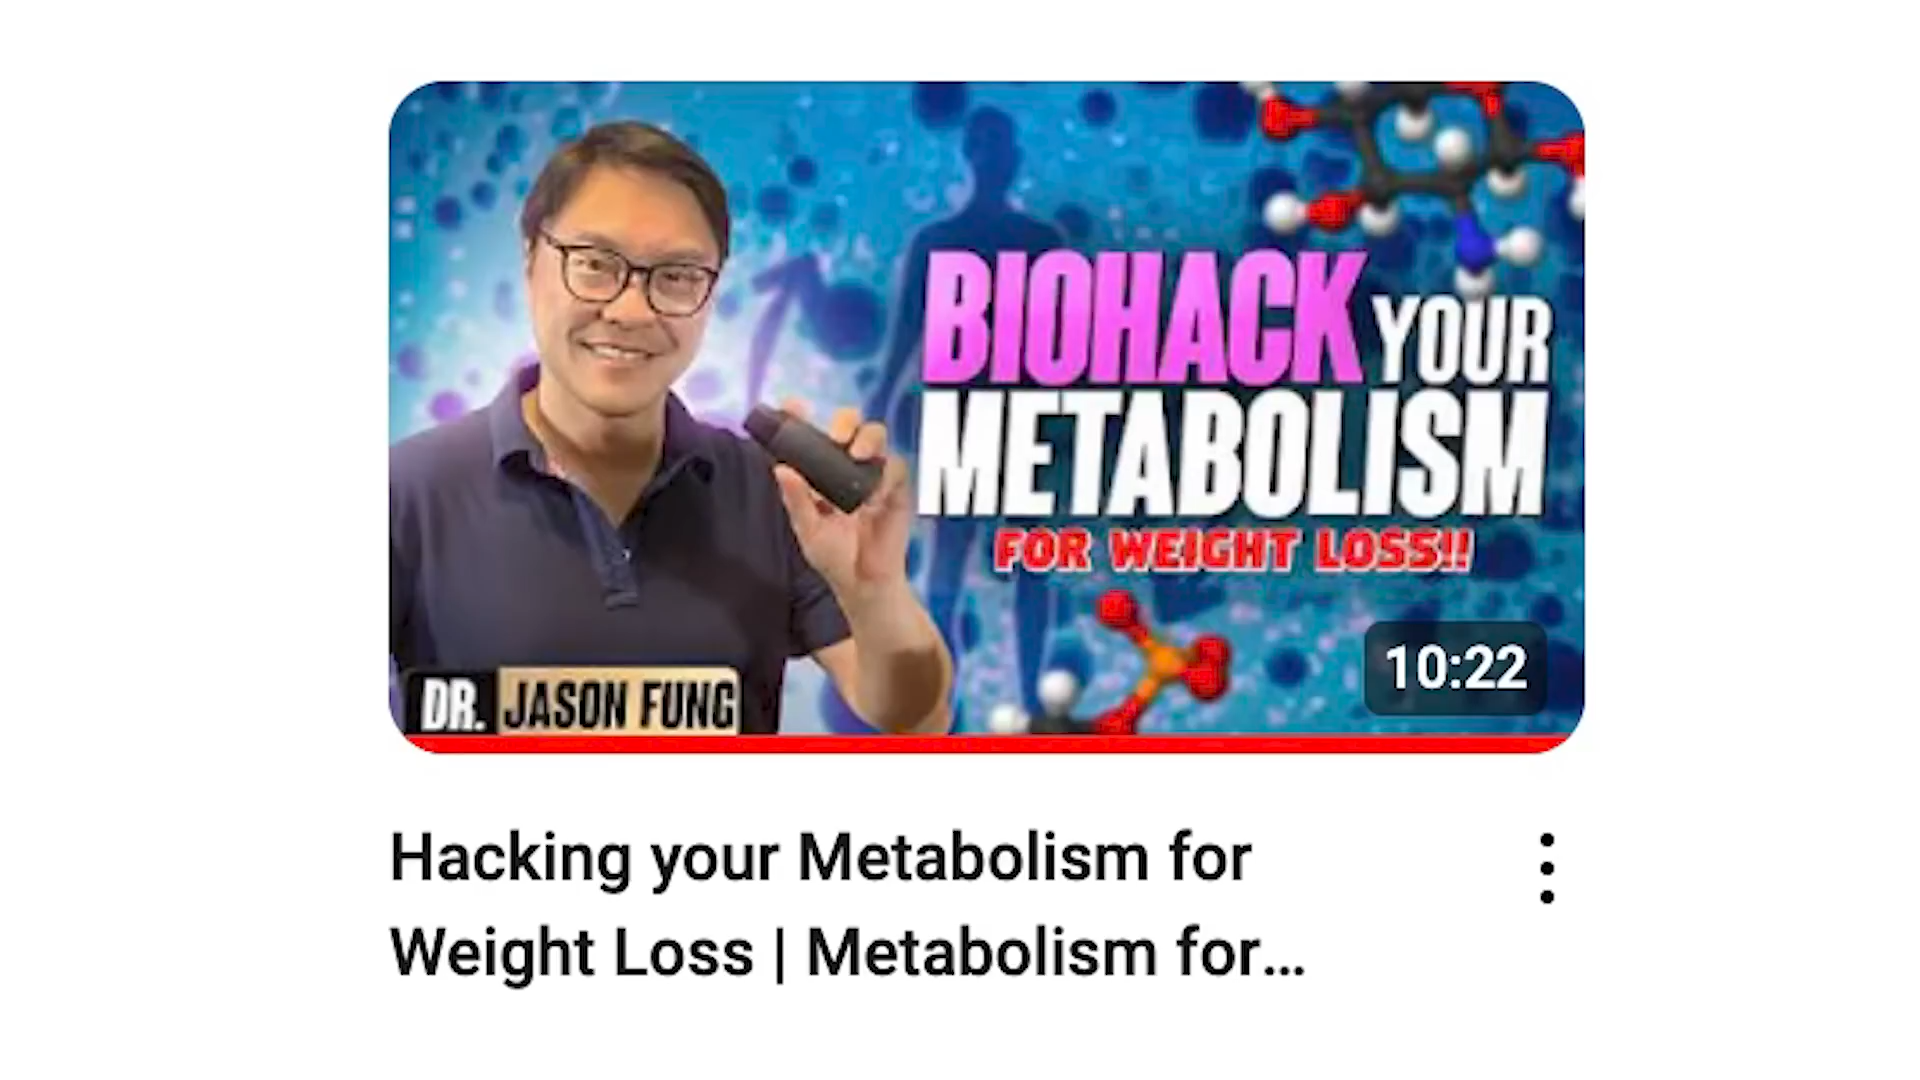 BIOHACK YOUR
METABOLISM
FOR WEIGHT LOSS!!
DR. JASON FUNG
10:22
Hacking your Metabolism for
Weight Loss | Metabolism for...